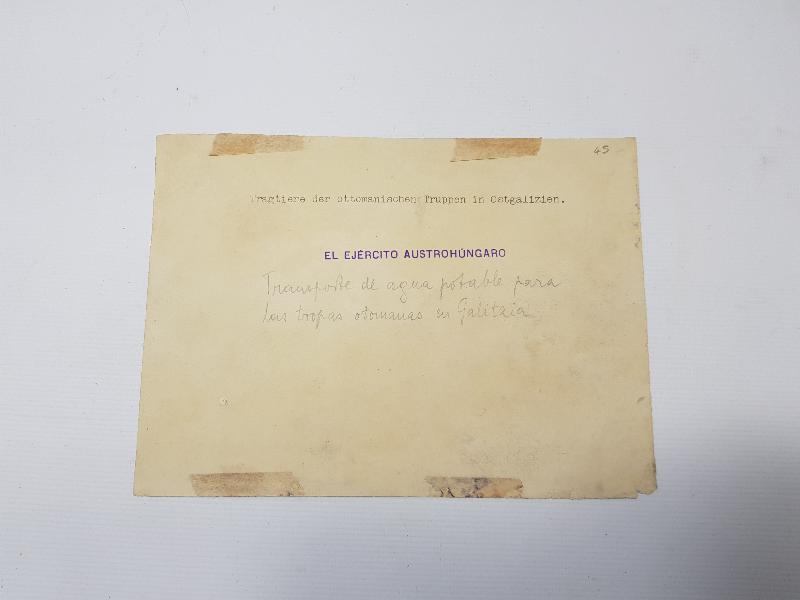 45
Tragtiere der ottomanischen Truppen in Ostgalizien.
EL EJÉRCITO AUSTROHÚNGARO
Transporte de agua potable para
las tropas otomanas en Galitzia